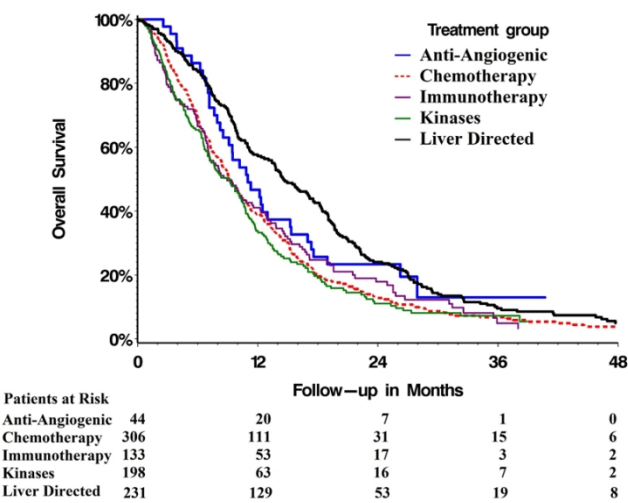 Treatment group
Anti-Angiogenic
Chemotherapy
Immunotherapy
Kinases
Liver Directed
Overall Survival
100%
80%
60%
40%
20%
0%
0 12 24 36 48
Follow-up in Months
Patients at Risk
Anti-Angiogenic 44 20 7 1 0
Chemotherapy 306 111 31 15 6
Immunotherapy 133 53 17 3 2
Kinases 198 63 16 7 2
Liver Directed 231 129 53 19 8